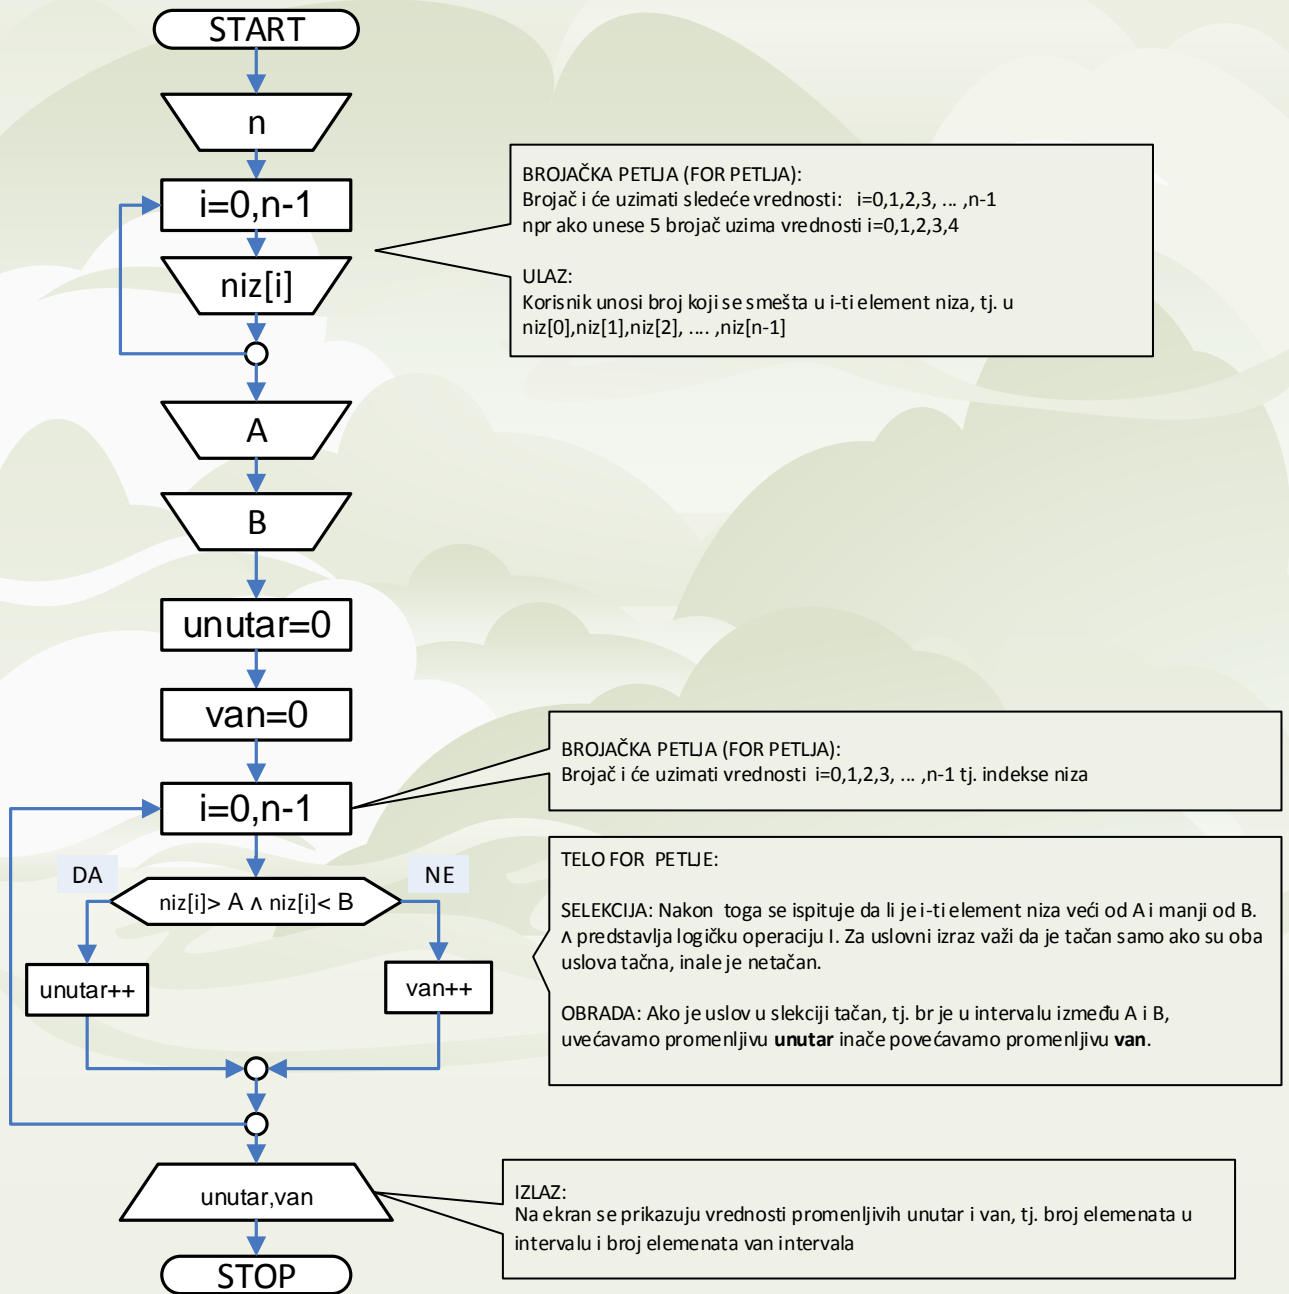 START
n
i=0,n-1
niz[i]
BROJAČKA PETLJA (FOR PETLJA):
Brojač i će uzimati sledeće vrednosti: i=0,1,2,3, ... ,n-1
npr ako unese 5 brojač uzima vrednosti i=0,1,2,3,4
ULAZ:
Korisnik unosi broj koji se smešta u i-ti element niza, tj. u
niz[0],niz[1],niz[2], .... ,niz[n-1]
A
B
unutar=0
van=0
i=0,n-1
BROJAČKA PETLJA (FOR PETLJA):
Brojač i će uzimati vrednosti i=0,1,2,3, ... ,n-1 tj. indekse niza
DA
niz[i]> A ∧ niz[i]< B
NE
unutar++
van++
TELO FOR PETLJE:
SELEKCIJA: Nakon toga se ispituje da li je i-ti element niza veći od A i manji od B.
∧ predstavlja logičku operaciju I. Za uslovni izraz važi da je tačan samo ako su oba
uslova tačna, inale je netačan.
OBRADA: Ako je uslov u slekciji tačan, tj. br je u intervalu između A i B,
uvećavamo promenljivu unutar inače povećavamo promenljivu van.
unutar,van
IZLAZ:
Na ekran se prikazuju vrednosti promenljivih unutar i van, tj. broj elemenata u
intervalu i broj elemenata van intervala
STOP